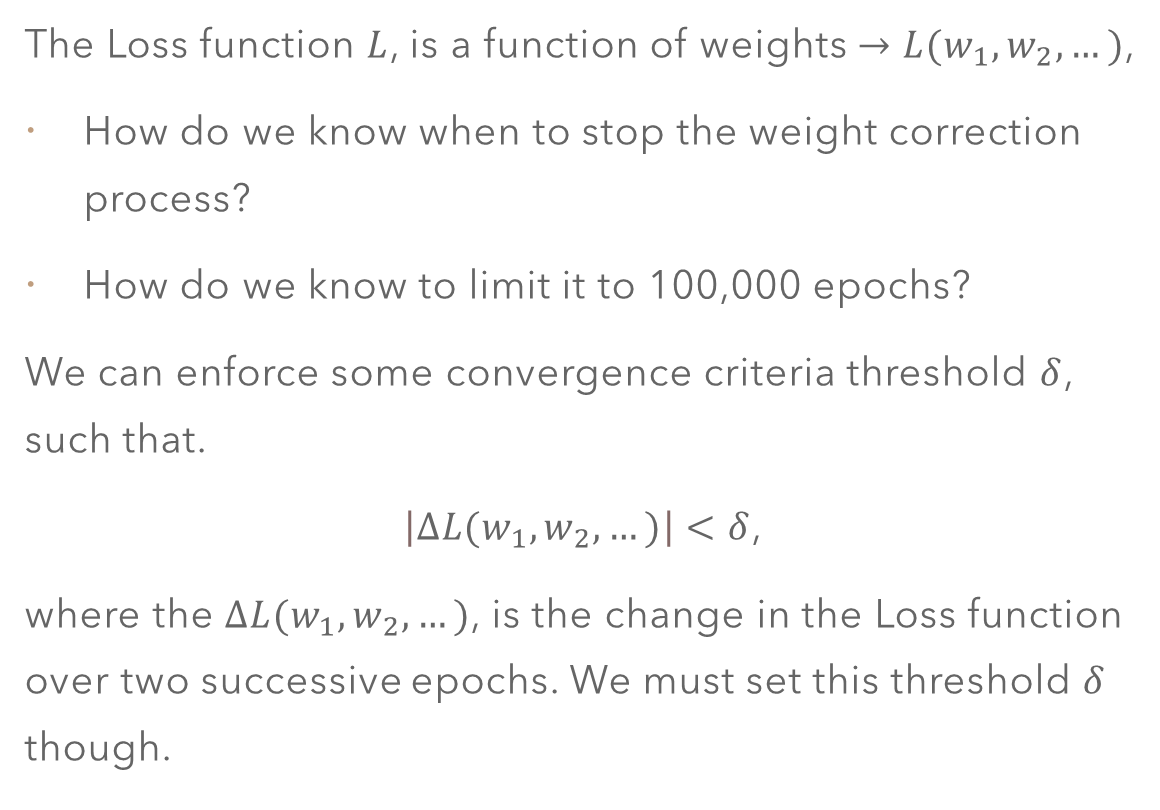 The Loss function L, is a function of weights → L(w₁, w₂, ... ),
· How do we know when to stop the weight correction
process?
· How do we know to limit it to 100,000 epochs?
We can enforce some convergence criteria threshold δ,
such that.
|ΔL(w₁, w₂, ... )| < δ,
where the ΔL(w₁, w₂, ... ), is the change in the Loss function
over two successive epochs. We must set this threshold δ
though.